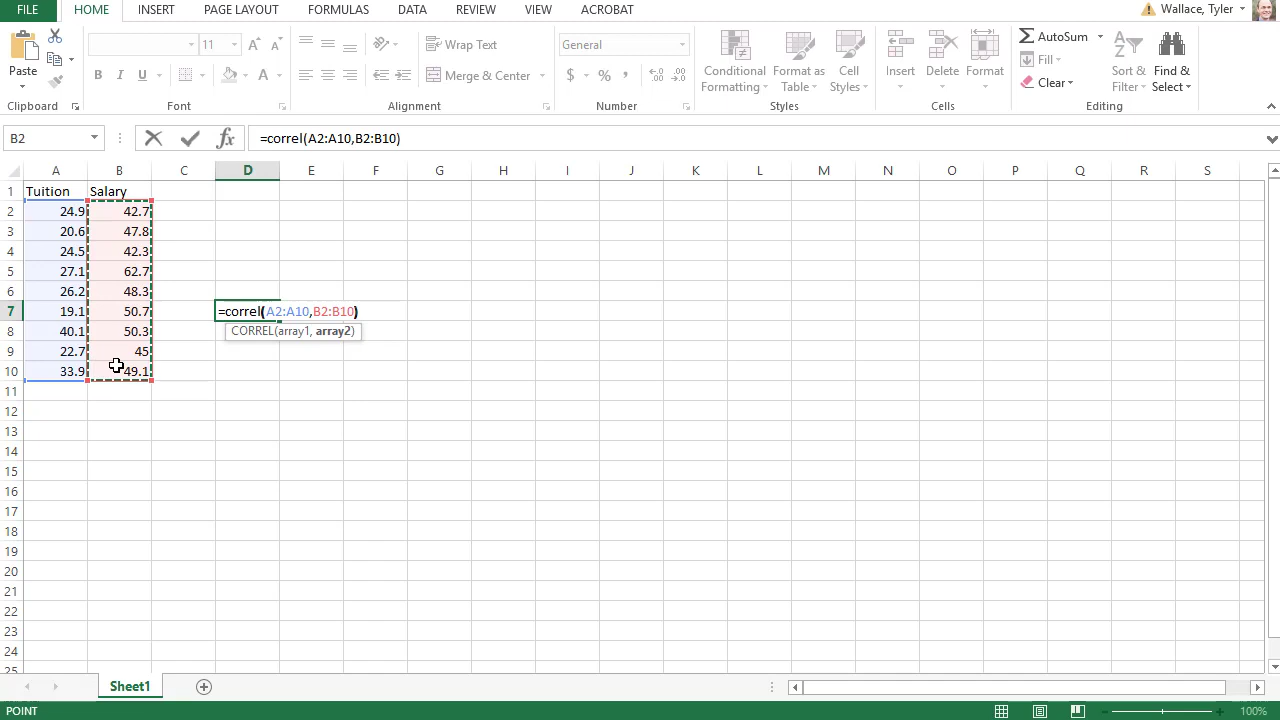 FILE HOME INSERT PAGE LAYOUT FORMULAS DATA REVIEW VIEW ACROBAT Wallace, Tyler
Paste
11 A A
Wrap Text
General
Conditional Formatting
Format as Table
Cell Styles
Insert Delete Format
AutoSum
Fill
Clear
Sort & Filter
Find & Select
B I U A
Merge & Center
$ % ,
Clipboard Font Alignment Number Styles Cells Editing
B2 fx =correl(A2:A10,B2:B10)
A B C D E F G H I J K L M N O P Q R S
1 Tuition Salary
2 24.9 42.7
3 20.6 47.8
4 24.5 42.3
5 27.1 62.7
6 26.2 48.3
7 19.1 50.7 =correl(A2:A10,B2:B10)
8 40.1 50.3 CORREL(array1, array2)
9 22.7 45
10 33.9 49.1
11
12
13
14
15
16
17
18
19
20
21
22
23
24
25
Sheet1
POINT 100%